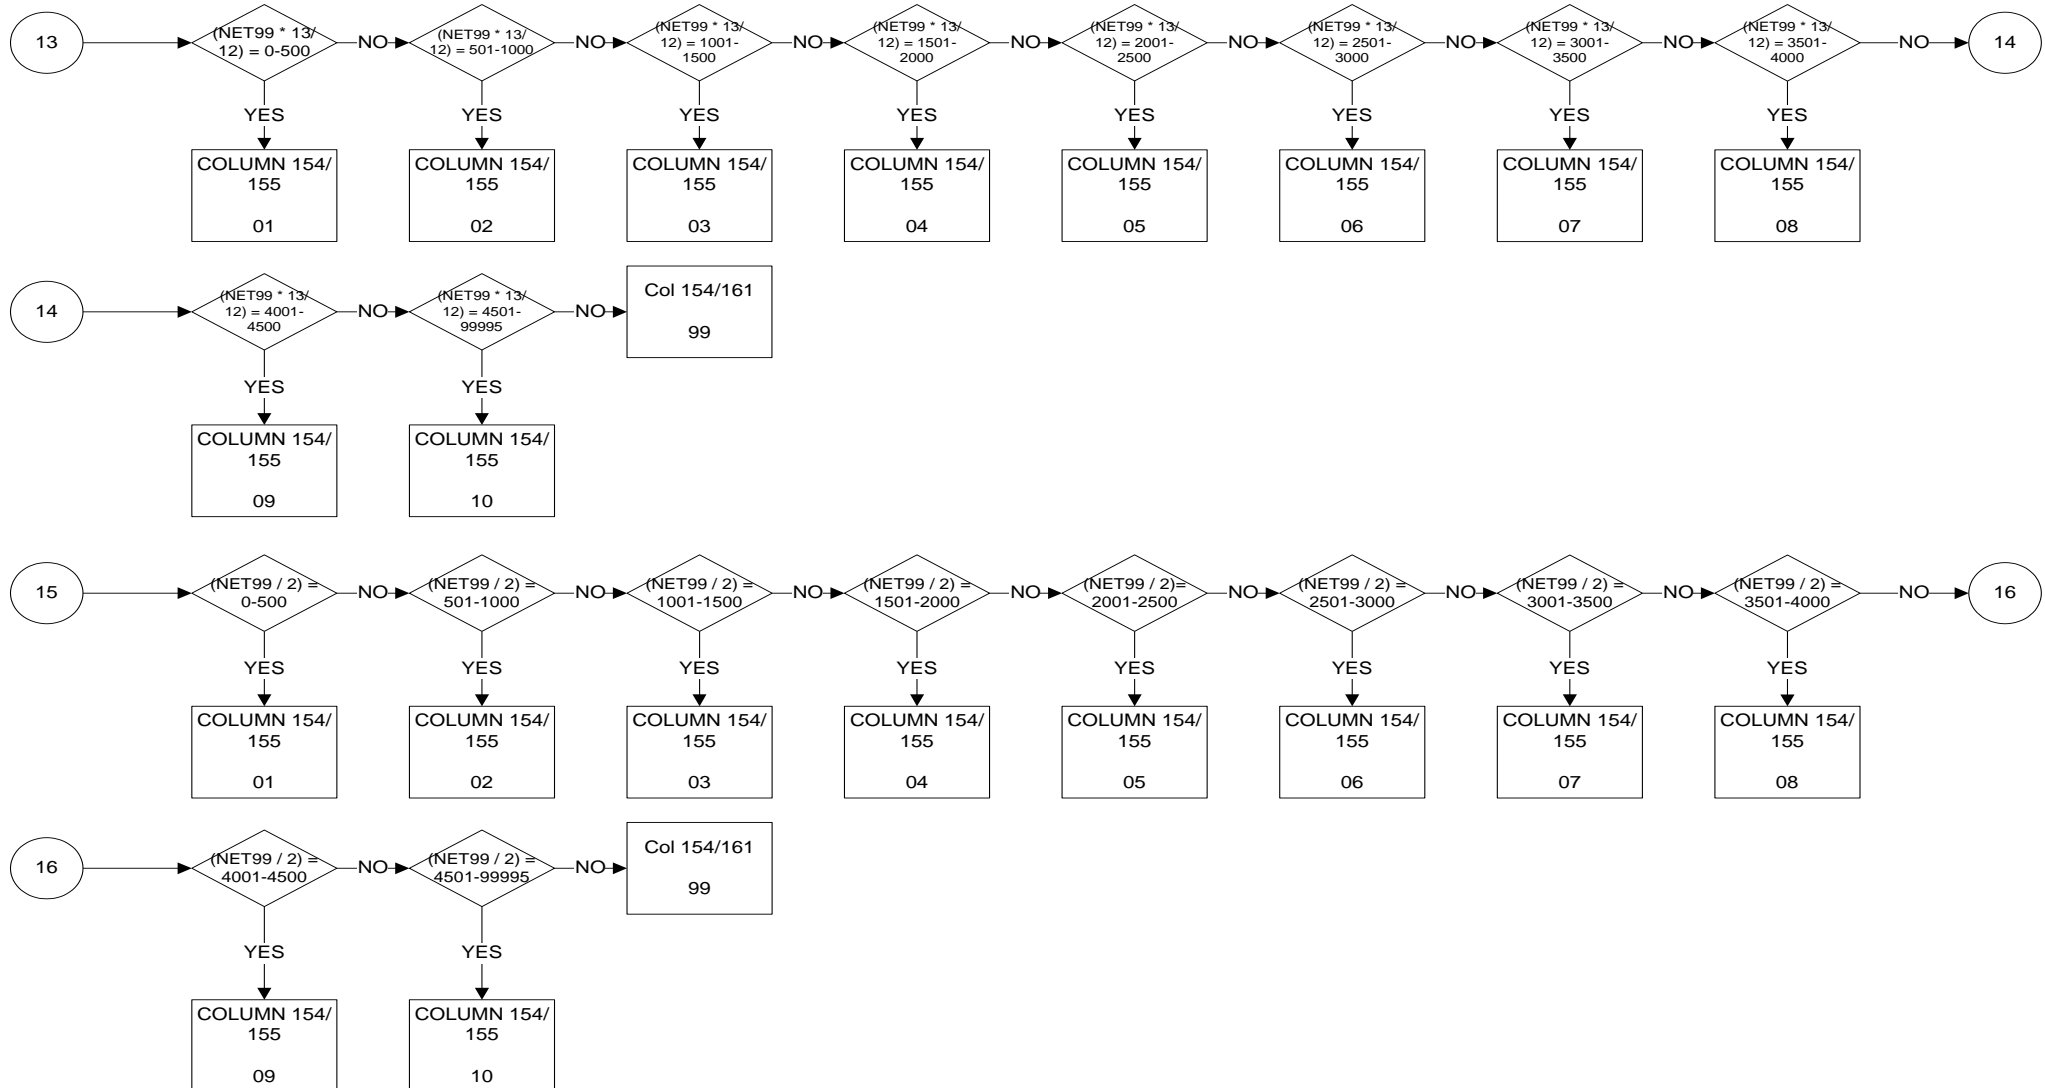 13
(NET99 * 13/
12) = 0-500
NO
(NET99 * 13/
12) = 501-1000
NO
(NET99 * 13/
12) = 1001-
1500
NO
(NET99 * 13/
12) = 1501-
2000
NO
(NET99 * 13/
12) = 2001-
2500
NO
(NET99 * 13/
12) = 2501-
3000
NO
(NET99 * 13/
12) = 3001-
3500
NO
(NET99 * 13/
12) = 3501-
4000
NO
14
YES
YES
YES
YES
YES
YES
YES
YES
COLUMN 154/
155
01
COLUMN 154/
155
02
COLUMN 154/
155
03
COLUMN 154/
155
04
COLUMN 154/
155
05
COLUMN 154/
155
06
COLUMN 154/
155
07
COLUMN 154/
155
08
14
(NET99 * 13/
12) = 4001-
4500
NO
(NET99 * 13/
12) = 4501-
99995
NO
Col 154/161
99
YES
YES
COLUMN 154/
155
09
COLUMN 154/
155
10
15
(NET99 / 2) =
0-500
NO
(NET99 / 2) =
501-1000
NO
(NET99 / 2) =
1001-1500
NO
(NET99 / 2) =
1501-2000
NO
(NET99 / 2)=
2001-2500
NO
(NET99 / 2) =
2501-3000
NO
(NET99 / 2) =
3001-3500
NO
(NET99 / 2) =
3501-4000
NO
16
YES
YES
YES
YES
YES
YES
YES
YES
COLUMN 154/
155
01
COLUMN 154/
155
02
COLUMN 154/
155
03
COLUMN 154/
155
04
COLUMN 154/
155
05
COLUMN 154/
155
06
COLUMN 154/
155
07
COLUMN 154/
155
08
16
(NET99 / 2) =
4001-4500
NO
(NET99 / 2) =
4501-99995
NO
Col 154/161
99
YES
YES
COLUMN 154/
155
09
COLUMN 154/
155
10